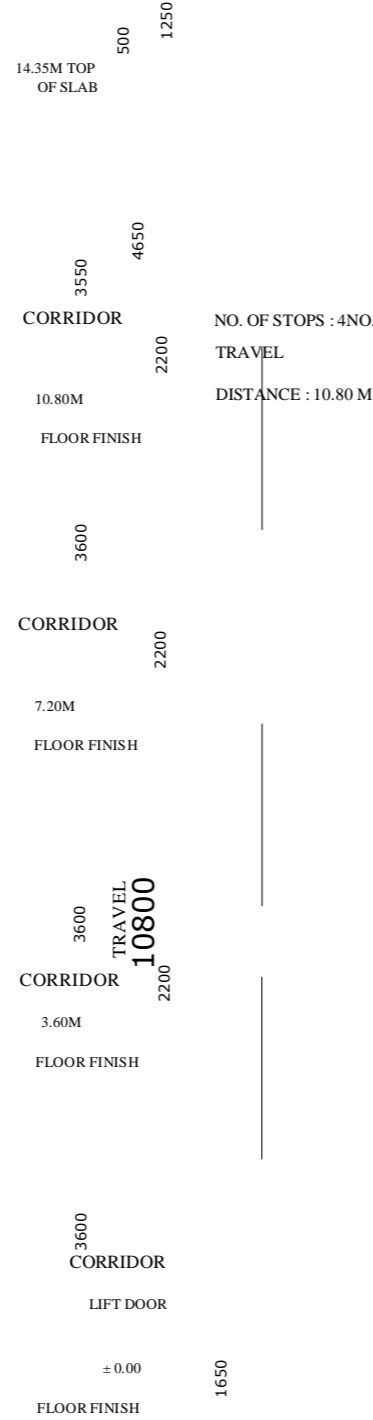 1250
500
14.35M TOP
OF SLAB
4650
3550
CORRIDOR
NO. OF STOPS : 4NO.
2200
TRAVEL
10.80M
DISTANCE : 10.80 M
FLOOR FINISH
3600
CORRIDOR
2200
7.20M
FLOOR FINISH
3600
TRAVEL
10800
CORRIDOR
2200
3.60M
FLOOR FINISH
3600
CORRIDOR
LIFT DOOR
± 0.00
1650
FLOOR FINISH